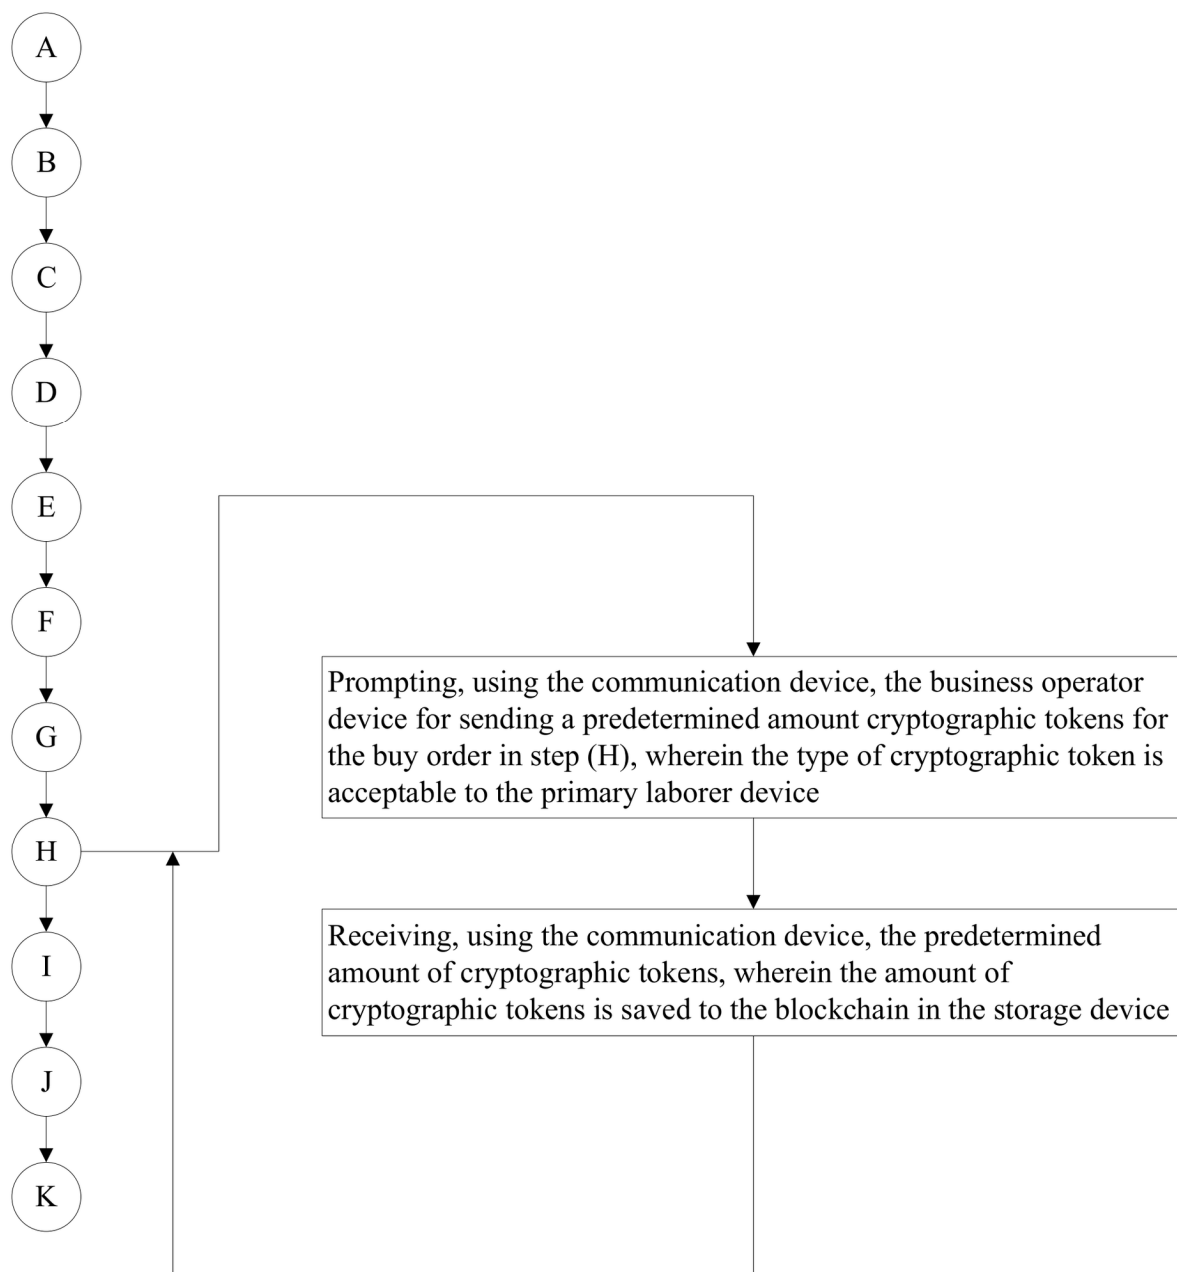 A
B
C
D
E
F
G
H
I
J
K
Prompting, using the communication device, the business operator
device for sending a predetermined amount cryptographic tokens for
the buy order in step (H), wherein the type of cryptographic token is
acceptable to the primary laborer device
Receiving, using the communication device, the predetermined
amount of cryptographic tokens, wherein the amount of
cryptographic tokens is saved to the blockchain in the storage device